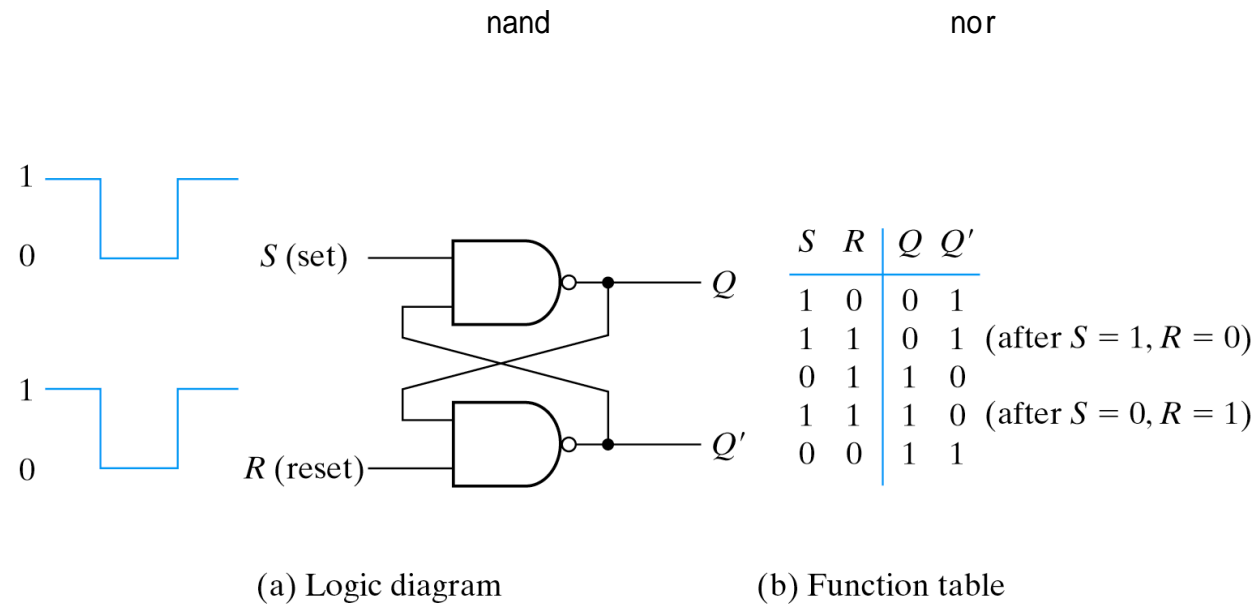 nand nor
1
0
S (set)
Q
1
0
R (reset)
Q′
S R Q Q′
1 0 0 1
1 1 0 1 (after S = 1, R = 0)
0 1 1 0
1 1 1 0 (after S = 0, R = 1)
0 0 1 1
(a) Logic diagram
(b) Function table